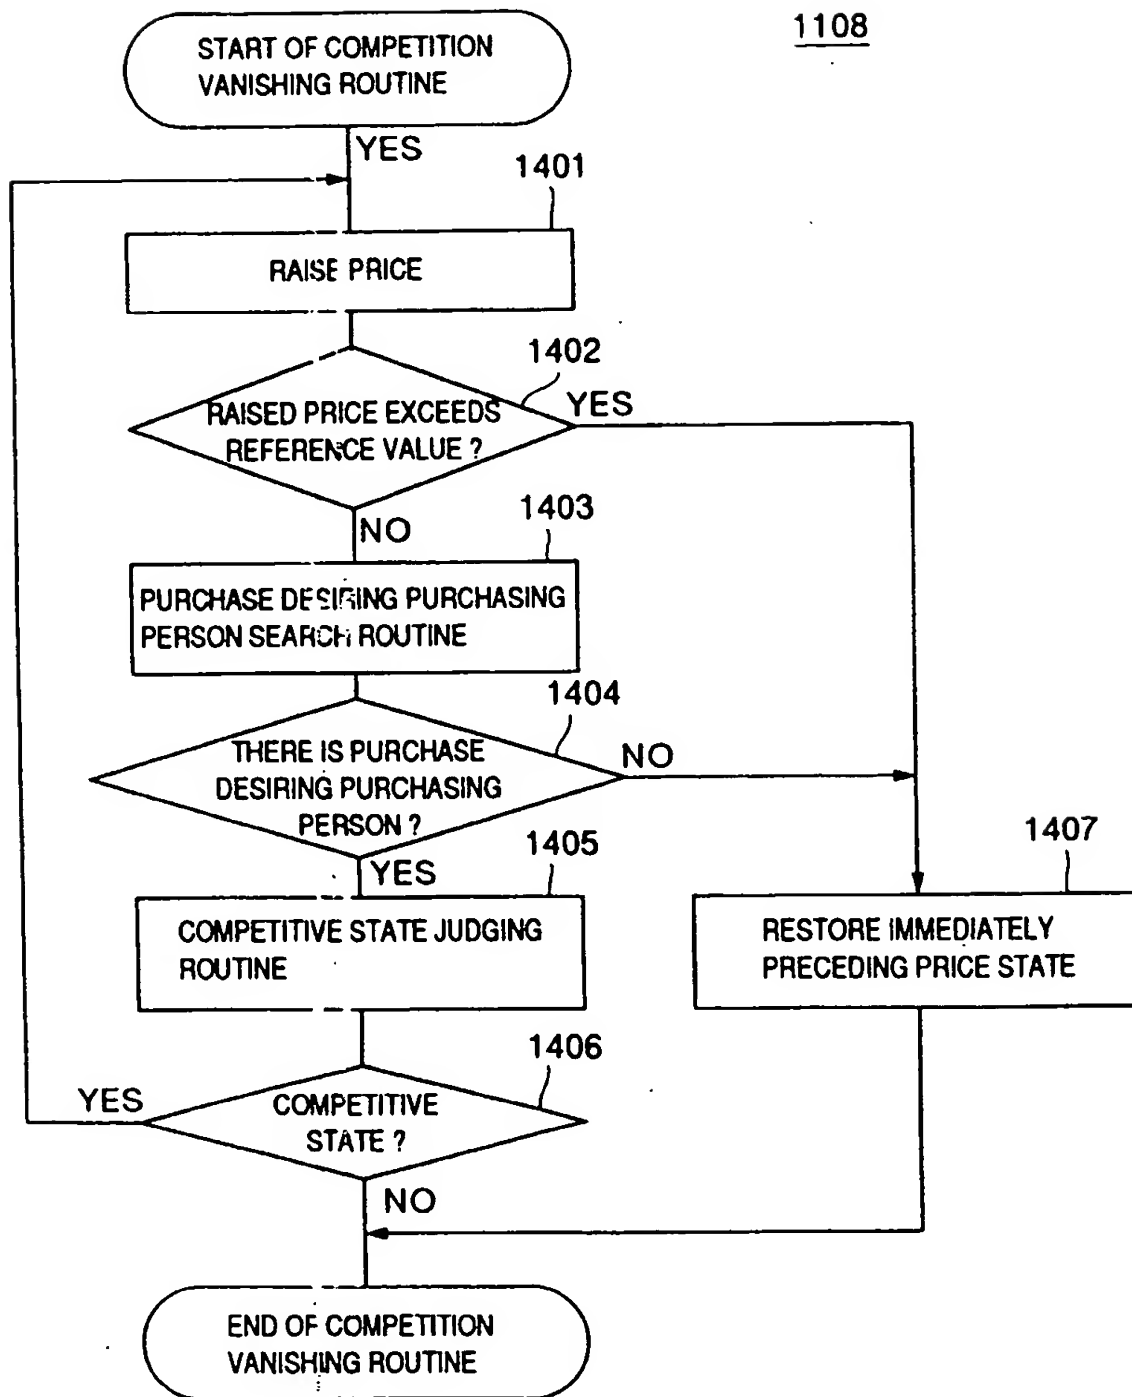 1108
START OF COMPETITION
VANISHING ROUTINE
YES
1401
RAISE PRICE
1402
RAISED PRICE EXCEEDS
REFERENCE VALUE ?
YES
NO
1403
PURCHASE DESIRING PURCHASING
PERSON SEARCH ROUTINE
1404
THERE IS PURCHASE
DESIRING PURCHASING
PERSON ?
NO
YES
1405
COMPETITIVE STATE JUDGING
ROUTINE
1407
RESTORE IMMEDIATELY
PRECEDING PRICE STATE
1406
COMPETITIVE
STATE ?
YES
NO
END OF COMPETITION
VANISHING ROUTINE